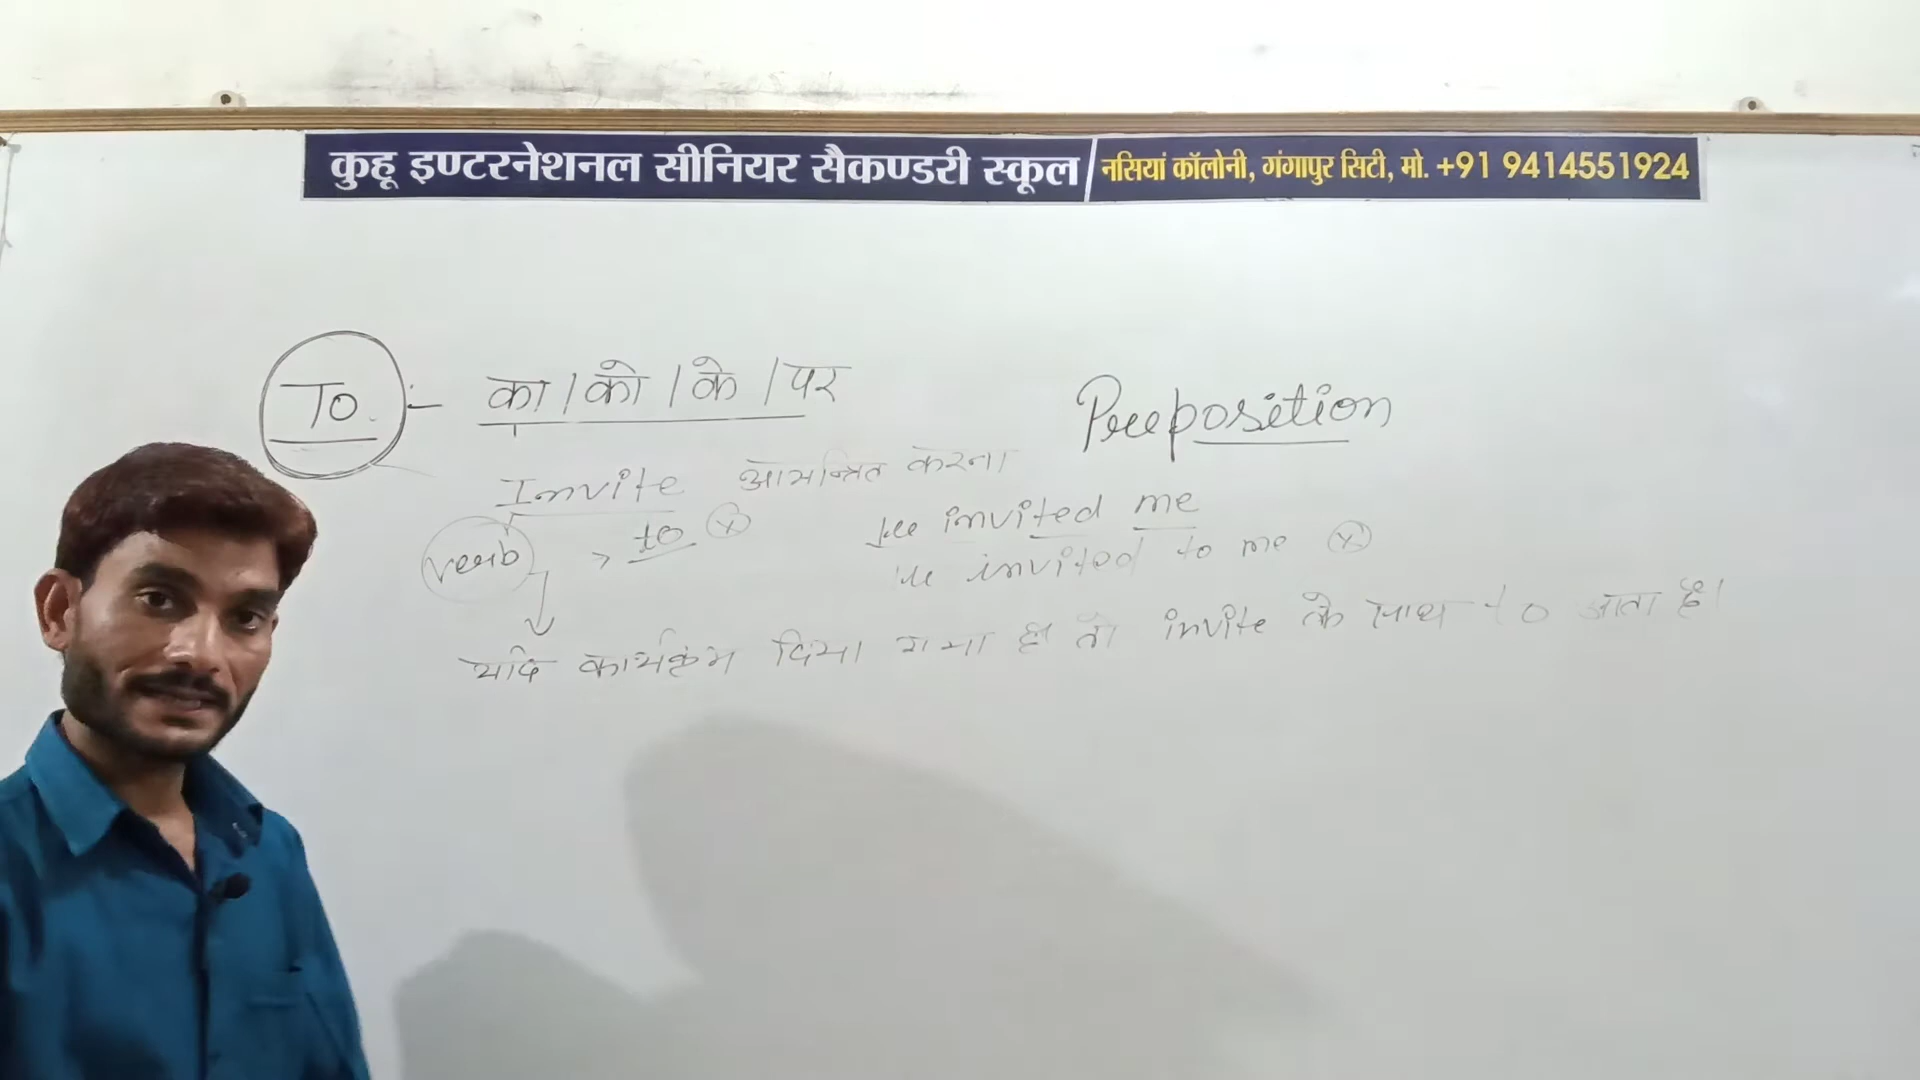 कुहू इण्टरनेशनल सीनियर सैकण्डरी स्कूल / नसियां कॉलोनी, गंगापुर सिटी, मो. +91 9414551924
TO :- का / को / के / पर
Preeposition
Invite आमन्त्रित करना
verb > to (x)
He invited me
He invited to me (x)
यदि कार्यक्रम दिया गया हो तो invite के साथ to आता है।